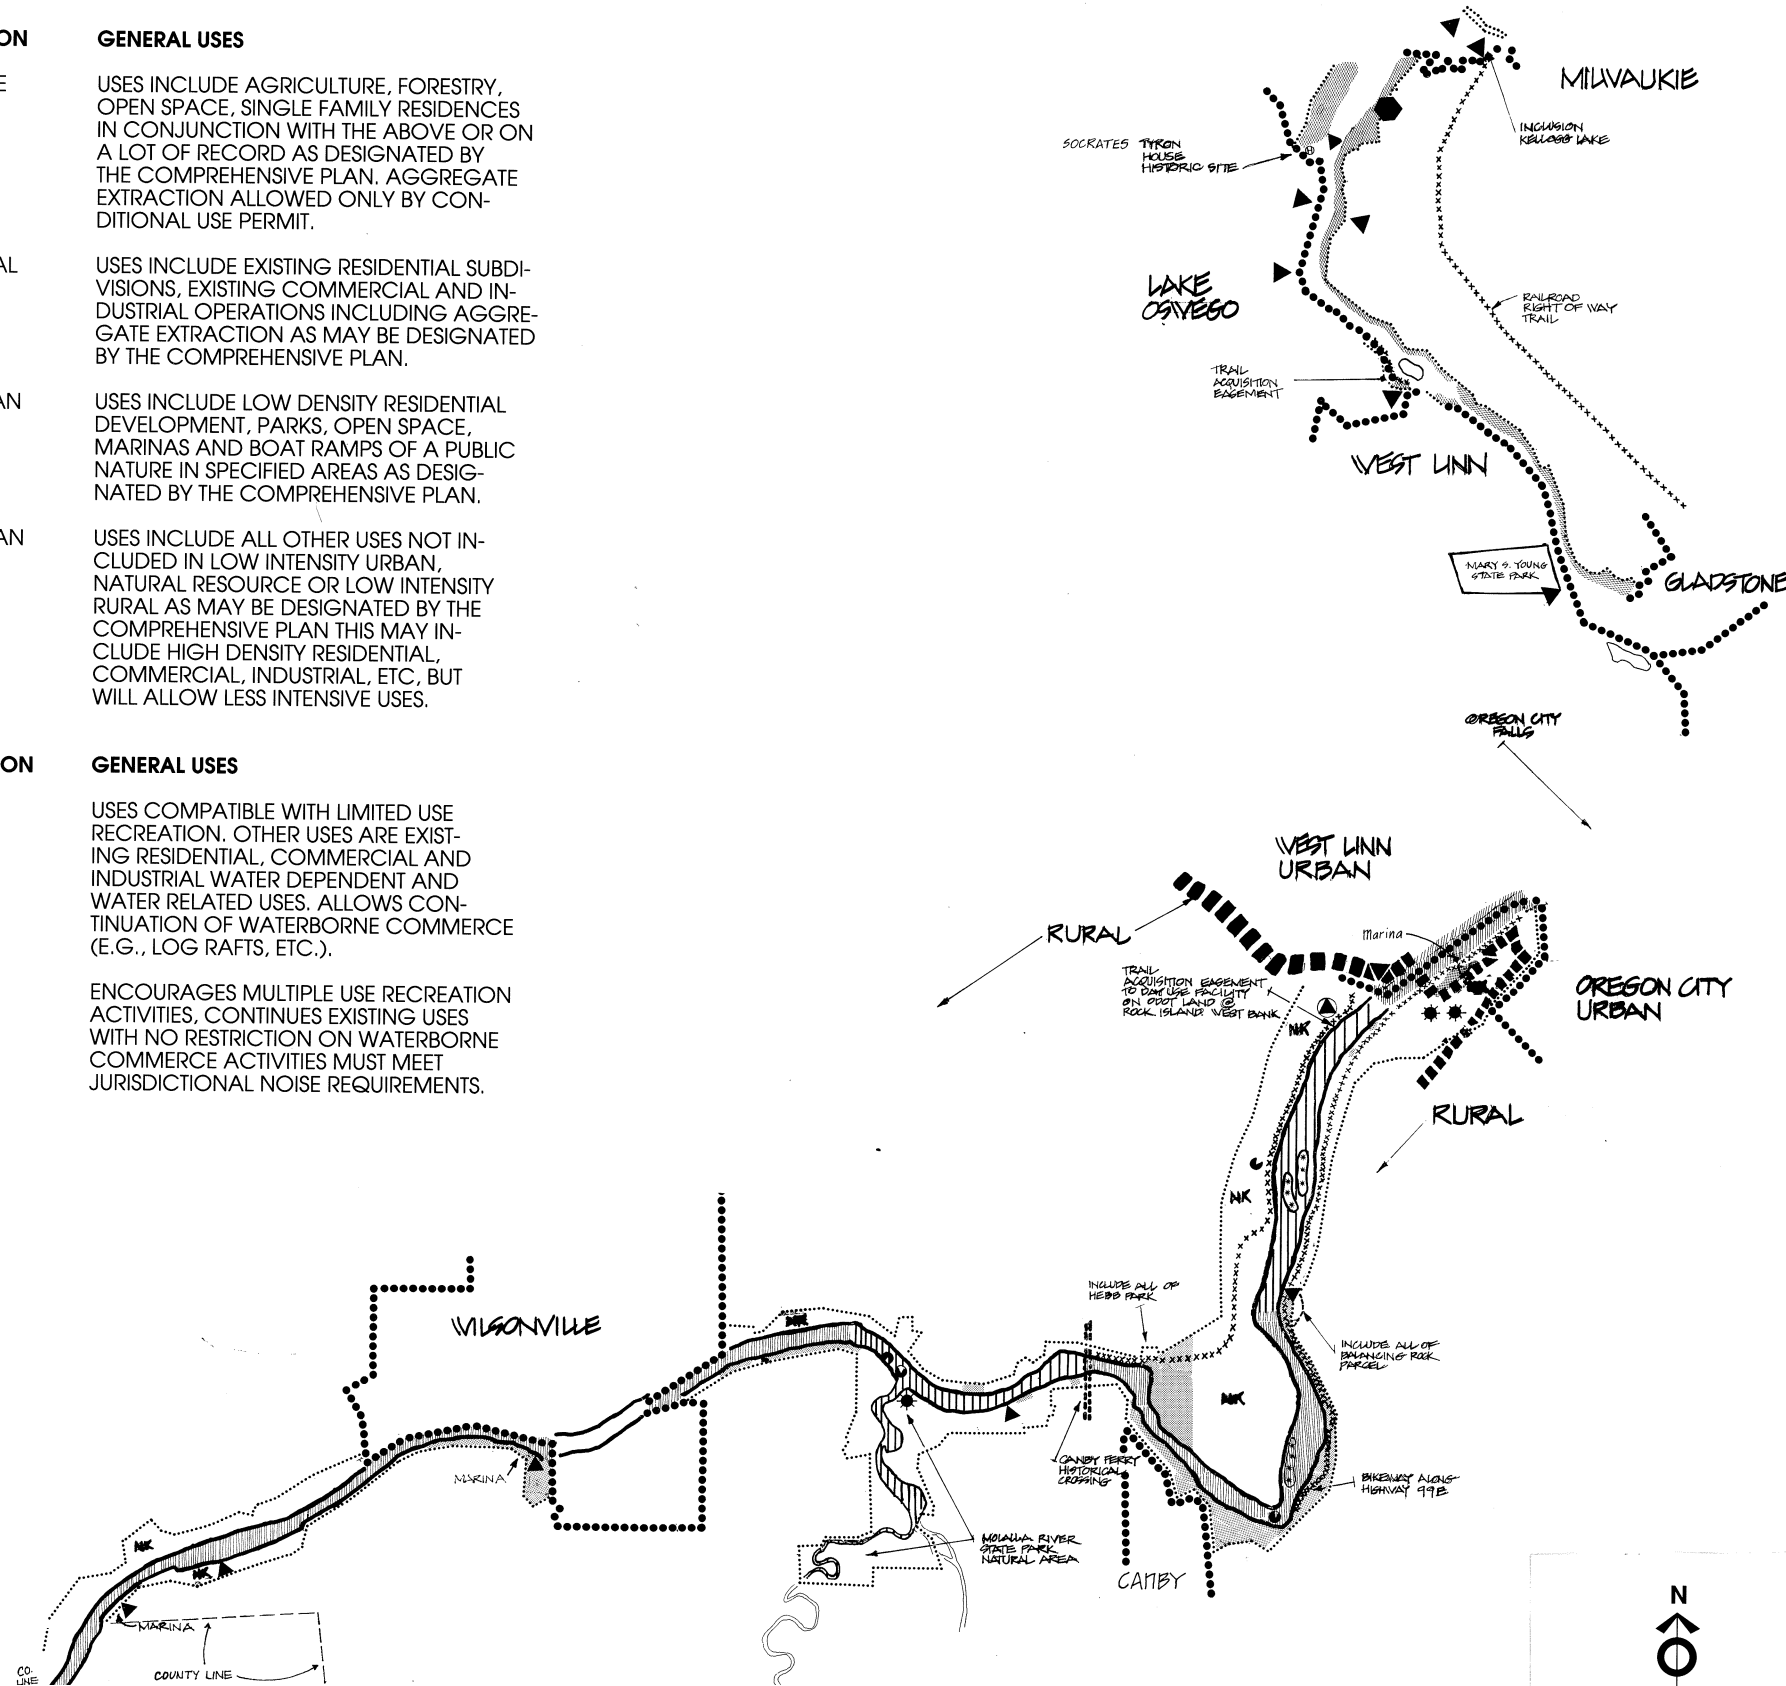 ON
GENERAL USES
E
USES INCLUDE AGRICULTURE, FORESTRY,
OPEN SPACE, SINGLE FAMILY RESIDENCES
IN CONJUNCTION WITH THE ABOVE OR ON
A LOT OF RECORD AS DESIGNATED BY
THE COMPREHENSIVE PLAN. AGGREGATE
EXTRACTION ALLOWED ONLY BY CON-
DITIONAL USE PERMIT.
AL
USES INCLUDE EXISTING RESIDENTIAL SUBDI-
VISIONS, EXISTING COMMERCIAL AND IN-
DUSTRIAL OPERATIONS INCLUDING AGGRE-
GATE EXTRACTION AS MAY BE DESIGNATED
BY THE COMPREHENSIVE PLAN.
AN
USES INCLUDE LOW DENSITY RESIDENTIAL
DEVELOPMENT, PARKS, OPEN SPACE,
MARINAS AND BOAT RAMPS OF A PUBLIC
NATURE IN SPECIFIED AREAS AS DESIG-
NATED BY THE COMPREHENSIVE PLAN.
AN
USES INCLUDE ALL OTHER USES NOT IN-
CLUDED IN LOW INTENSITY URBAN,
NATURAL RESOURCE OR LOW INTENSITY
RURAL AS MAY BE DESIGNATED BY THE
COMPREHENSIVE PLAN THIS MAY IN-
CLUDE HIGH DENSITY RESIDENTIAL,
COMMERCIAL, INDUSTRIAL, ETC, BUT
WILL ALLOW LESS INTENSIVE USES.
ON
GENERAL USES
USES COMPATIBLE WITH LIMITED USE
RECREATION. OTHER USES ARE EXIST-
ING RESIDENTIAL, COMMERCIAL AND
INDUSTRIAL WATER DEPENDENT AND
WATER RELATED USES. ALLOWS CON-
TINUATION OF WATERBORNE COMMERCE
(E.G., LOG RAFTS, ETC.).
ENCOURAGES MULTIPLE USE RECREATION
ACTIVITIES, CONTINUES EXISTING USES
WITH NO RESTRICTION ON WATERBORNE
COMMERCE ACTIVITIES MUST MEET
JURISDICTIONAL NOISE REQUIREMENTS.
MILWAUKIE
INCLUSION
KELLOGG LAKE
SOCRATES TYRON
HOUSE
HISTORIC SITE
H
LAKE
OSWEGO
RAILROAD
RIGHT OF WAY
TRAIL
TRAIL
ACQUISITION
EASEMENT
WEST LINN
MARY S. YOUNG
STATE PARK
GLADSTONE
OREGON CITY
FALLS
WEST LINN
URBAN
RURAL
Marina
TRAIL
ACQUISITION EASEMENT
TO DAY USE FACILITY
ON ODOT LAND @
ROCK ISLAND WEST BANK
OREGON CITY
URBAN
NK
RURAL
NK
INCLUDE ALL OF
HEBB PARK
WILSONVILLE
NK
INCLUDE ALL OF
BALANCING ROCK
PARCEL
NK
CANBY FERRY
HISTORICAL
CROSSING
BIKEWAY ALONG
HIGHWAY 99E
MARINA
MOLALLA RIVER
STATE PARK
NATURAL AREA
CANBY
NK
NK
MARINA
COUNTY LINE
CO.
LINE
N